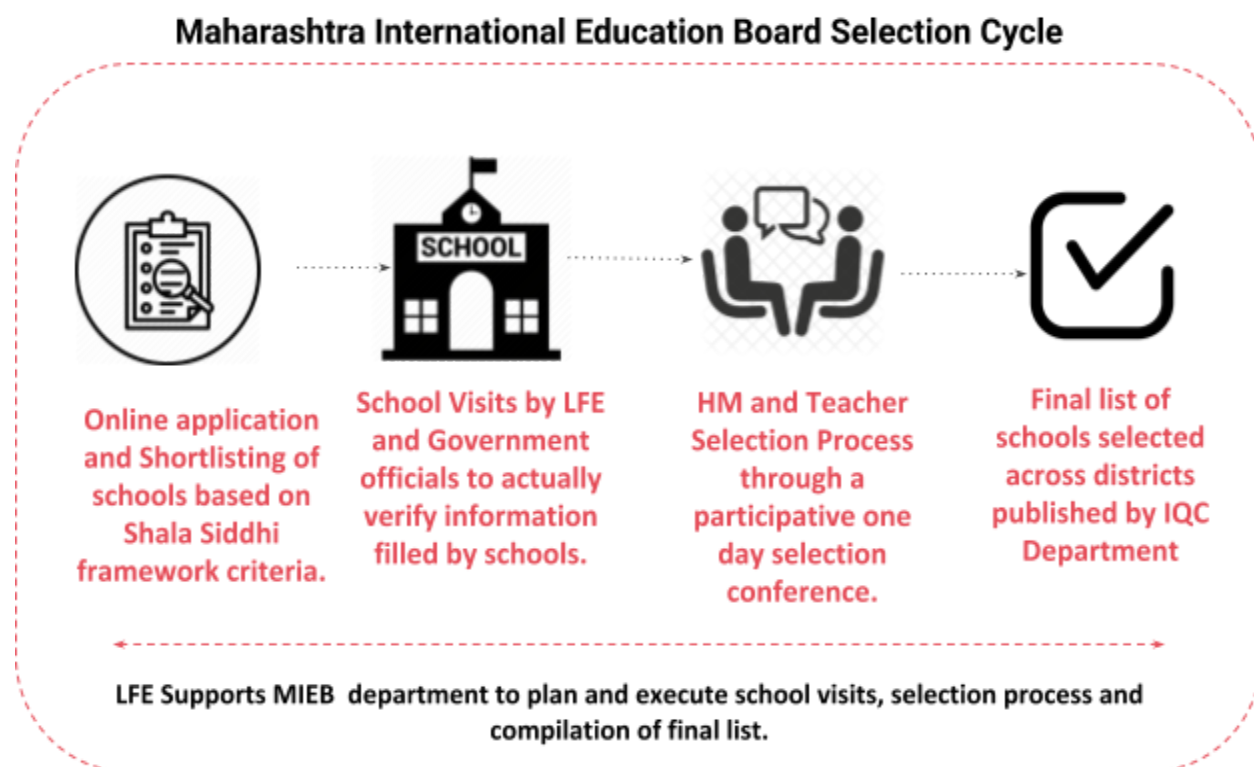 Maharashtra International Education Board Selection Cycle
SCHOOL
Online application
and Shortlisting of
schools based on
Shala Siddhi
framework criteria.
School Visits by LFE
and Government
officials to actually
verify information
filled by schools.
HM and Teacher
Selection Process
through a
participative one
day selection
conference.
Final list of
schools selected
across districts
published by IQC
Department
LFE Supports MIEB department to plan and execute school visits, selection process and
compilation of final list.